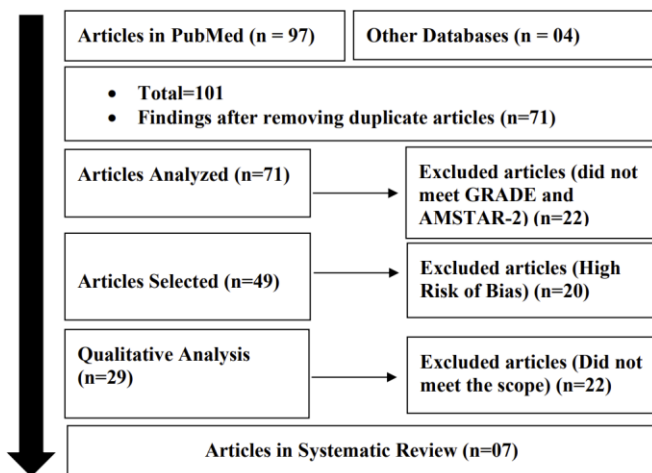 Articles in PubMed (n = 97)
Other Databases (n = 04)
• Total=101
• Findings after removing duplicate articles (n=71)
Articles Analyzed (n=71)
Excluded articles (did not
meet GRADE and
AMSTAR-2) (n=22)
Articles Selected (n=49)
Excluded articles (High
Risk of Bias) (n=20)
Qualitative Analysis
(n=29)
Excluded articles (Did not
meet the scope) (n=22)
Articles in Systematic Review (n=07)